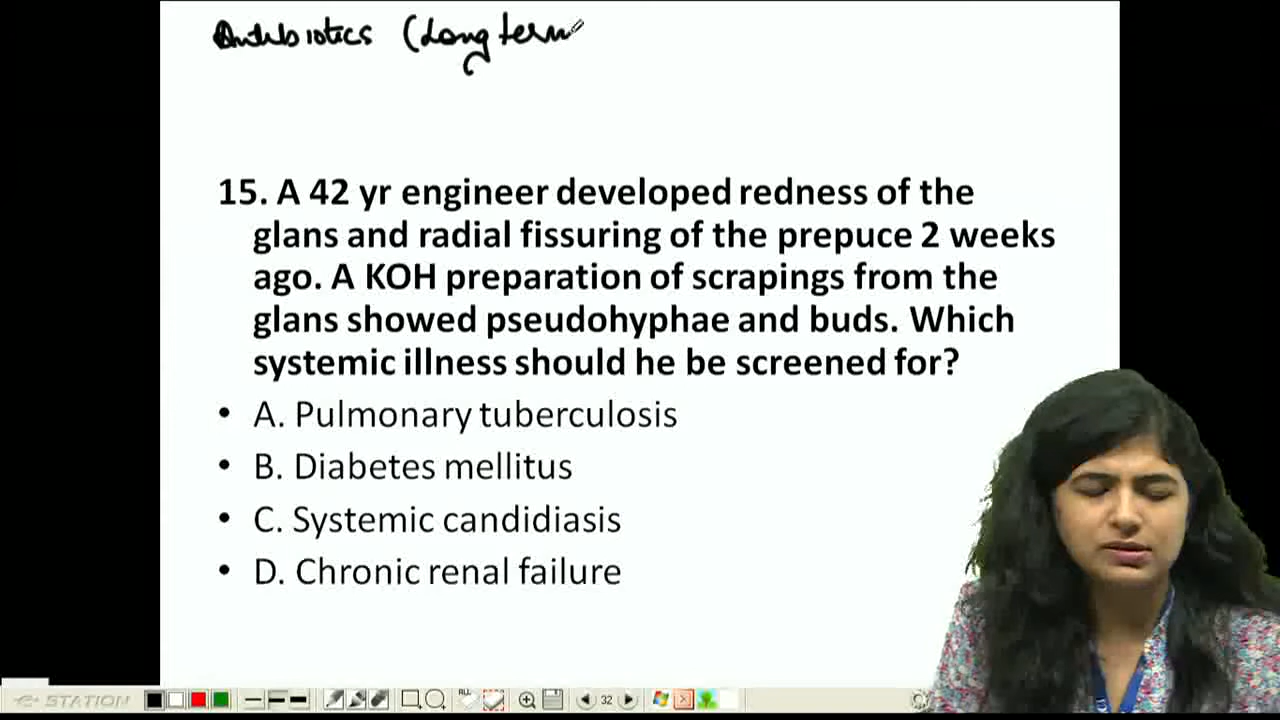 Antibiotics (Long term
15. A 42 yr engineer developed redness of the
glans and radial fissuring of the prepuce 2 weeks
ago. A KOH preparation of scrapings from the
glans showed pseudohyphae and buds. Which
systemic illness should he be screened for?
• A. Pulmonary tuberculosis
• B. Diabetes mellitus
• C. Systemic candidiasis
• D. Chronic renal failure
e-STATION
ALL
32